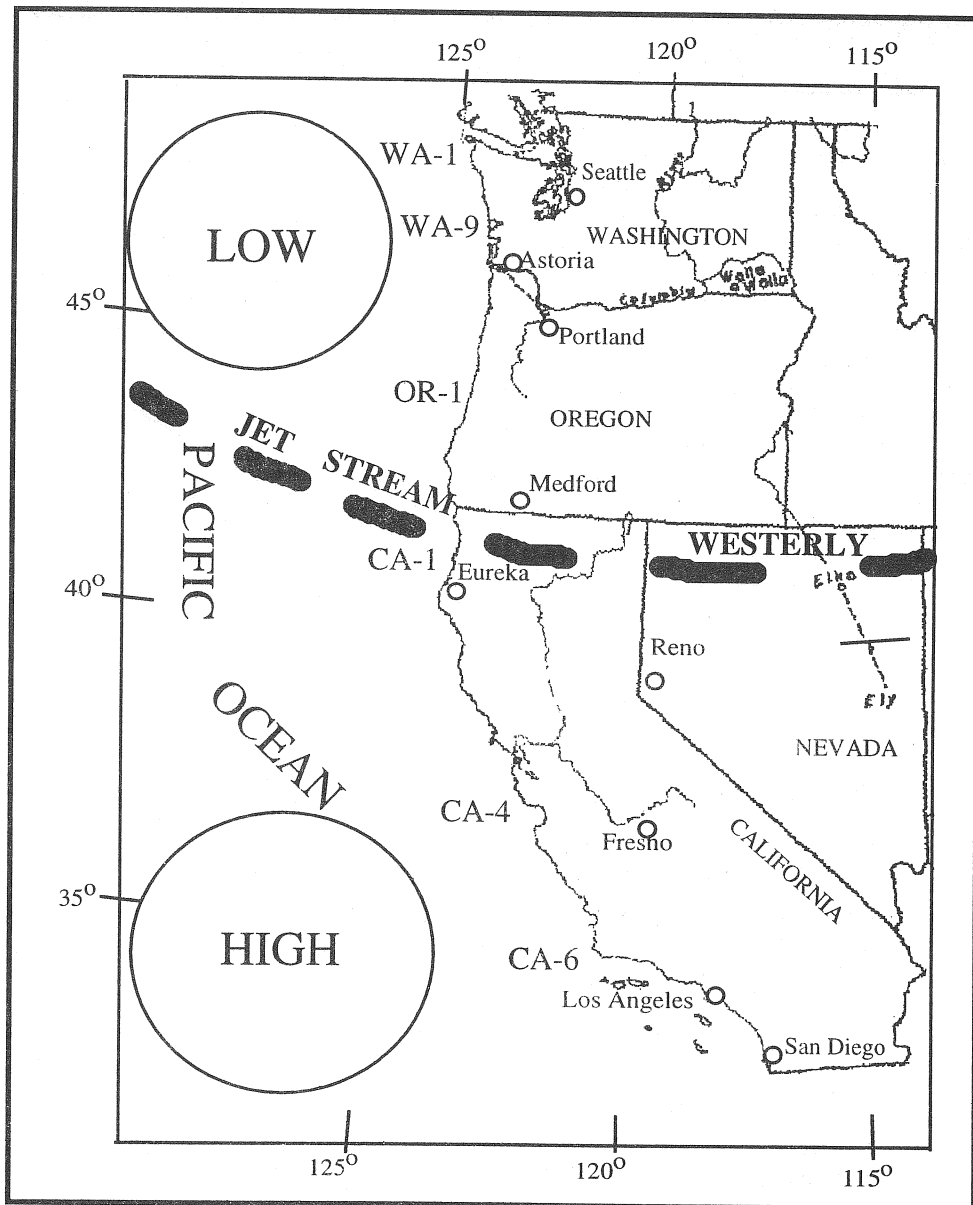 125°
120°
115°
WA-1
Seattle
LOW
WA-9
WASHINGTON
Astoria
Walla
Walla
Columbia
45°
Portland
OR-1
OREGON
JET STREAM
Medford
PACIFIC
WESTERLY
CA-1
Eureka
Elko
40°
Reno
Ely
OCEAN
NEVADA
CA-4
Fresno
CALIFORNIA
35°
HIGH
CA-6
Los Angeles
San Diego
125°
120°
115°